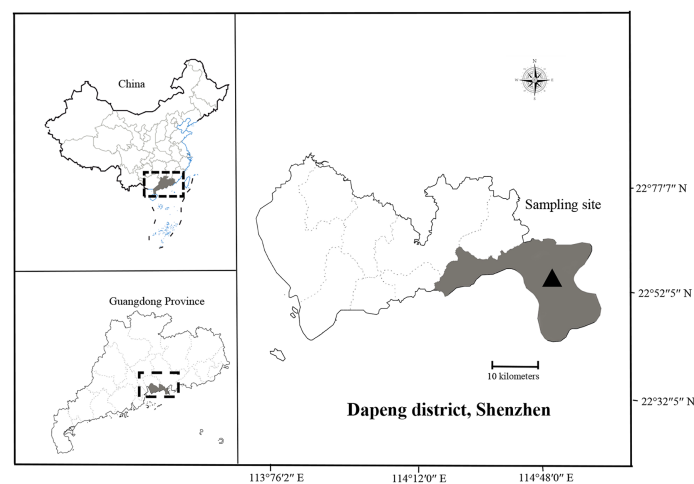 China
Guangdong Province
N
W
E
S
Sampling site
10 kilometers
Dapeng district, Shenzhen
22°77′7″ N
22°52′5″ N
22°32′5″ N
113°76′2″ E
114°12′0″ E
114°48′0″ E